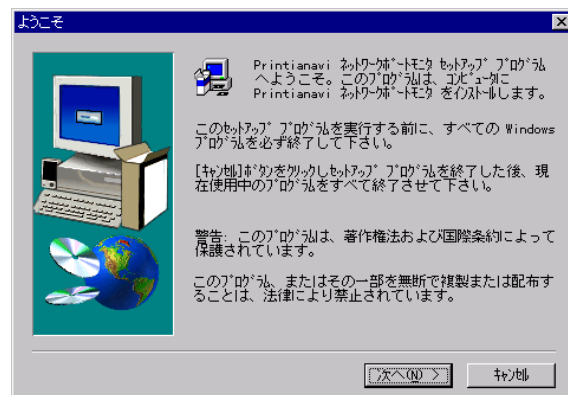 ようこそ
Printianavi ﾈｯﾄﾜｰｸﾎﾟｰﾄﾓﾆﾀ ｾｯﾄｱｯﾌﾟ ﾌﾟﾛｸﾞﾗﾑ
へようこそ。このﾌﾟﾛｸﾞﾗﾑは、ｺﾝﾋﾟｭｰﾀに
Printianavi ﾈｯﾄﾜｰｸﾎﾟｰﾄﾓﾆﾀ をｲﾝｽﾄｰﾙします。
このｾｯﾄｱｯﾌﾟ ﾌﾟﾛｸﾞﾗﾑを実行する前に、すべての Windows
ﾌﾟﾛｸﾞﾗﾑを必ず終了して下さい。
[ｷｬﾝｾﾙ]ﾎﾞﾀﾝをｸﾘｯｸしｾｯﾄｱｯﾌﾟ ﾌﾟﾛｸﾞﾗﾑを終了した後、現
在使用中のﾌﾟﾛｸﾞﾗﾑをすべて終了させて下さい。
警告: このﾌﾟﾛｸﾞﾗﾑは、著作権法および国際条約によって
保護されています。
このﾌﾟﾛｸﾞﾗﾑ、またはその一部を無断で複製または配布す
ることは、法律により禁止されています。
次へ(N) >
ｷｬﾝｾﾙ